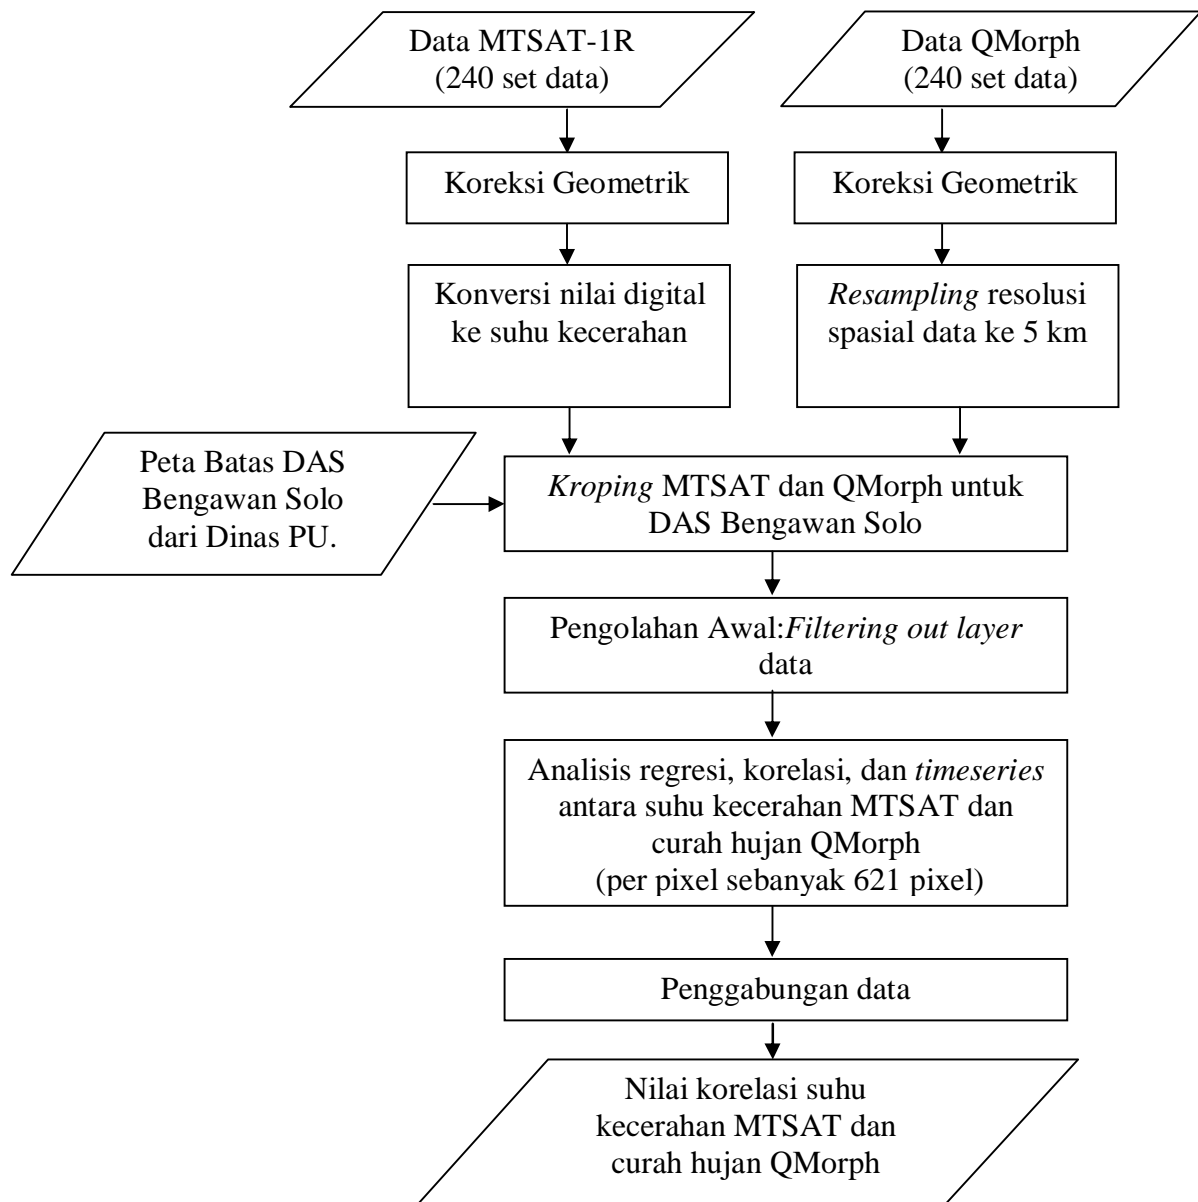 Data MTSAT-1R
(240 set data)
Data QMorph
(240 set data)
Koreksi Geometrik
Koreksi Geometrik
Konversi nilai digital
ke suhu kecerahan
Resampling resolusi
spasial data ke 5 km
Peta Batas DAS
Bengawan Solo
dari Dinas PU.
Kroping MTSAT dan QMorph untuk
DAS Bengawan Solo
Pengolahan Awal:Filtering out layer
data
Analisis regresi, korelasi, dan timeseries
antara suhu kecerahan MTSAT dan
curah hujan QMorph
(per pixel sebanyak 621 pixel)
Penggabungan data
Nilai korelasi suhu
kecerahan MTSAT dan
curah hujan QMorph